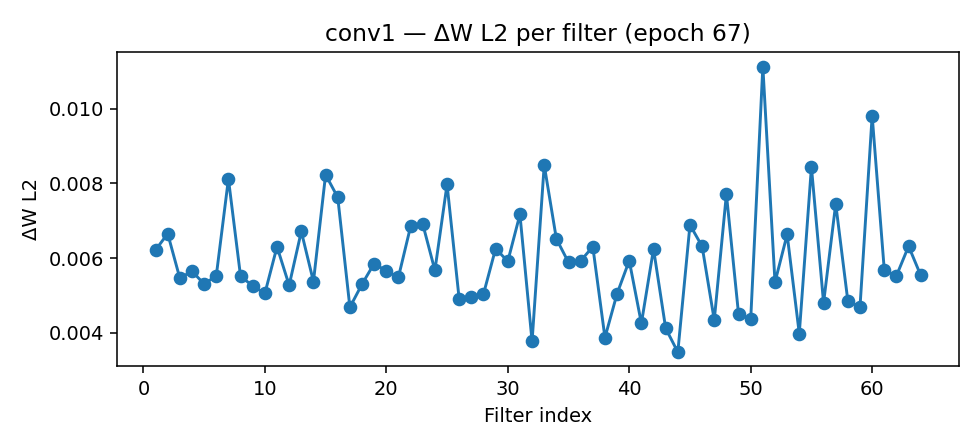 conv1 — ΔW L2 per filter (epoch 67)
ΔW L2
0.010
0.008
0.006
0.004
0 10 20 30 40 50 60
Filter index